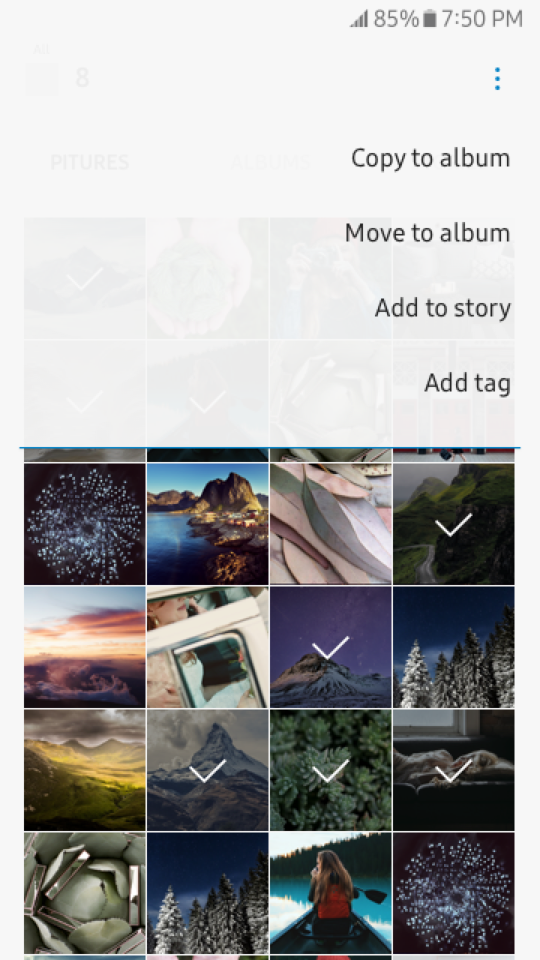 85% 7:50 PM
All
8
Copy to album
PITURES ALBUMS
Move to album
Add to story
Add tag